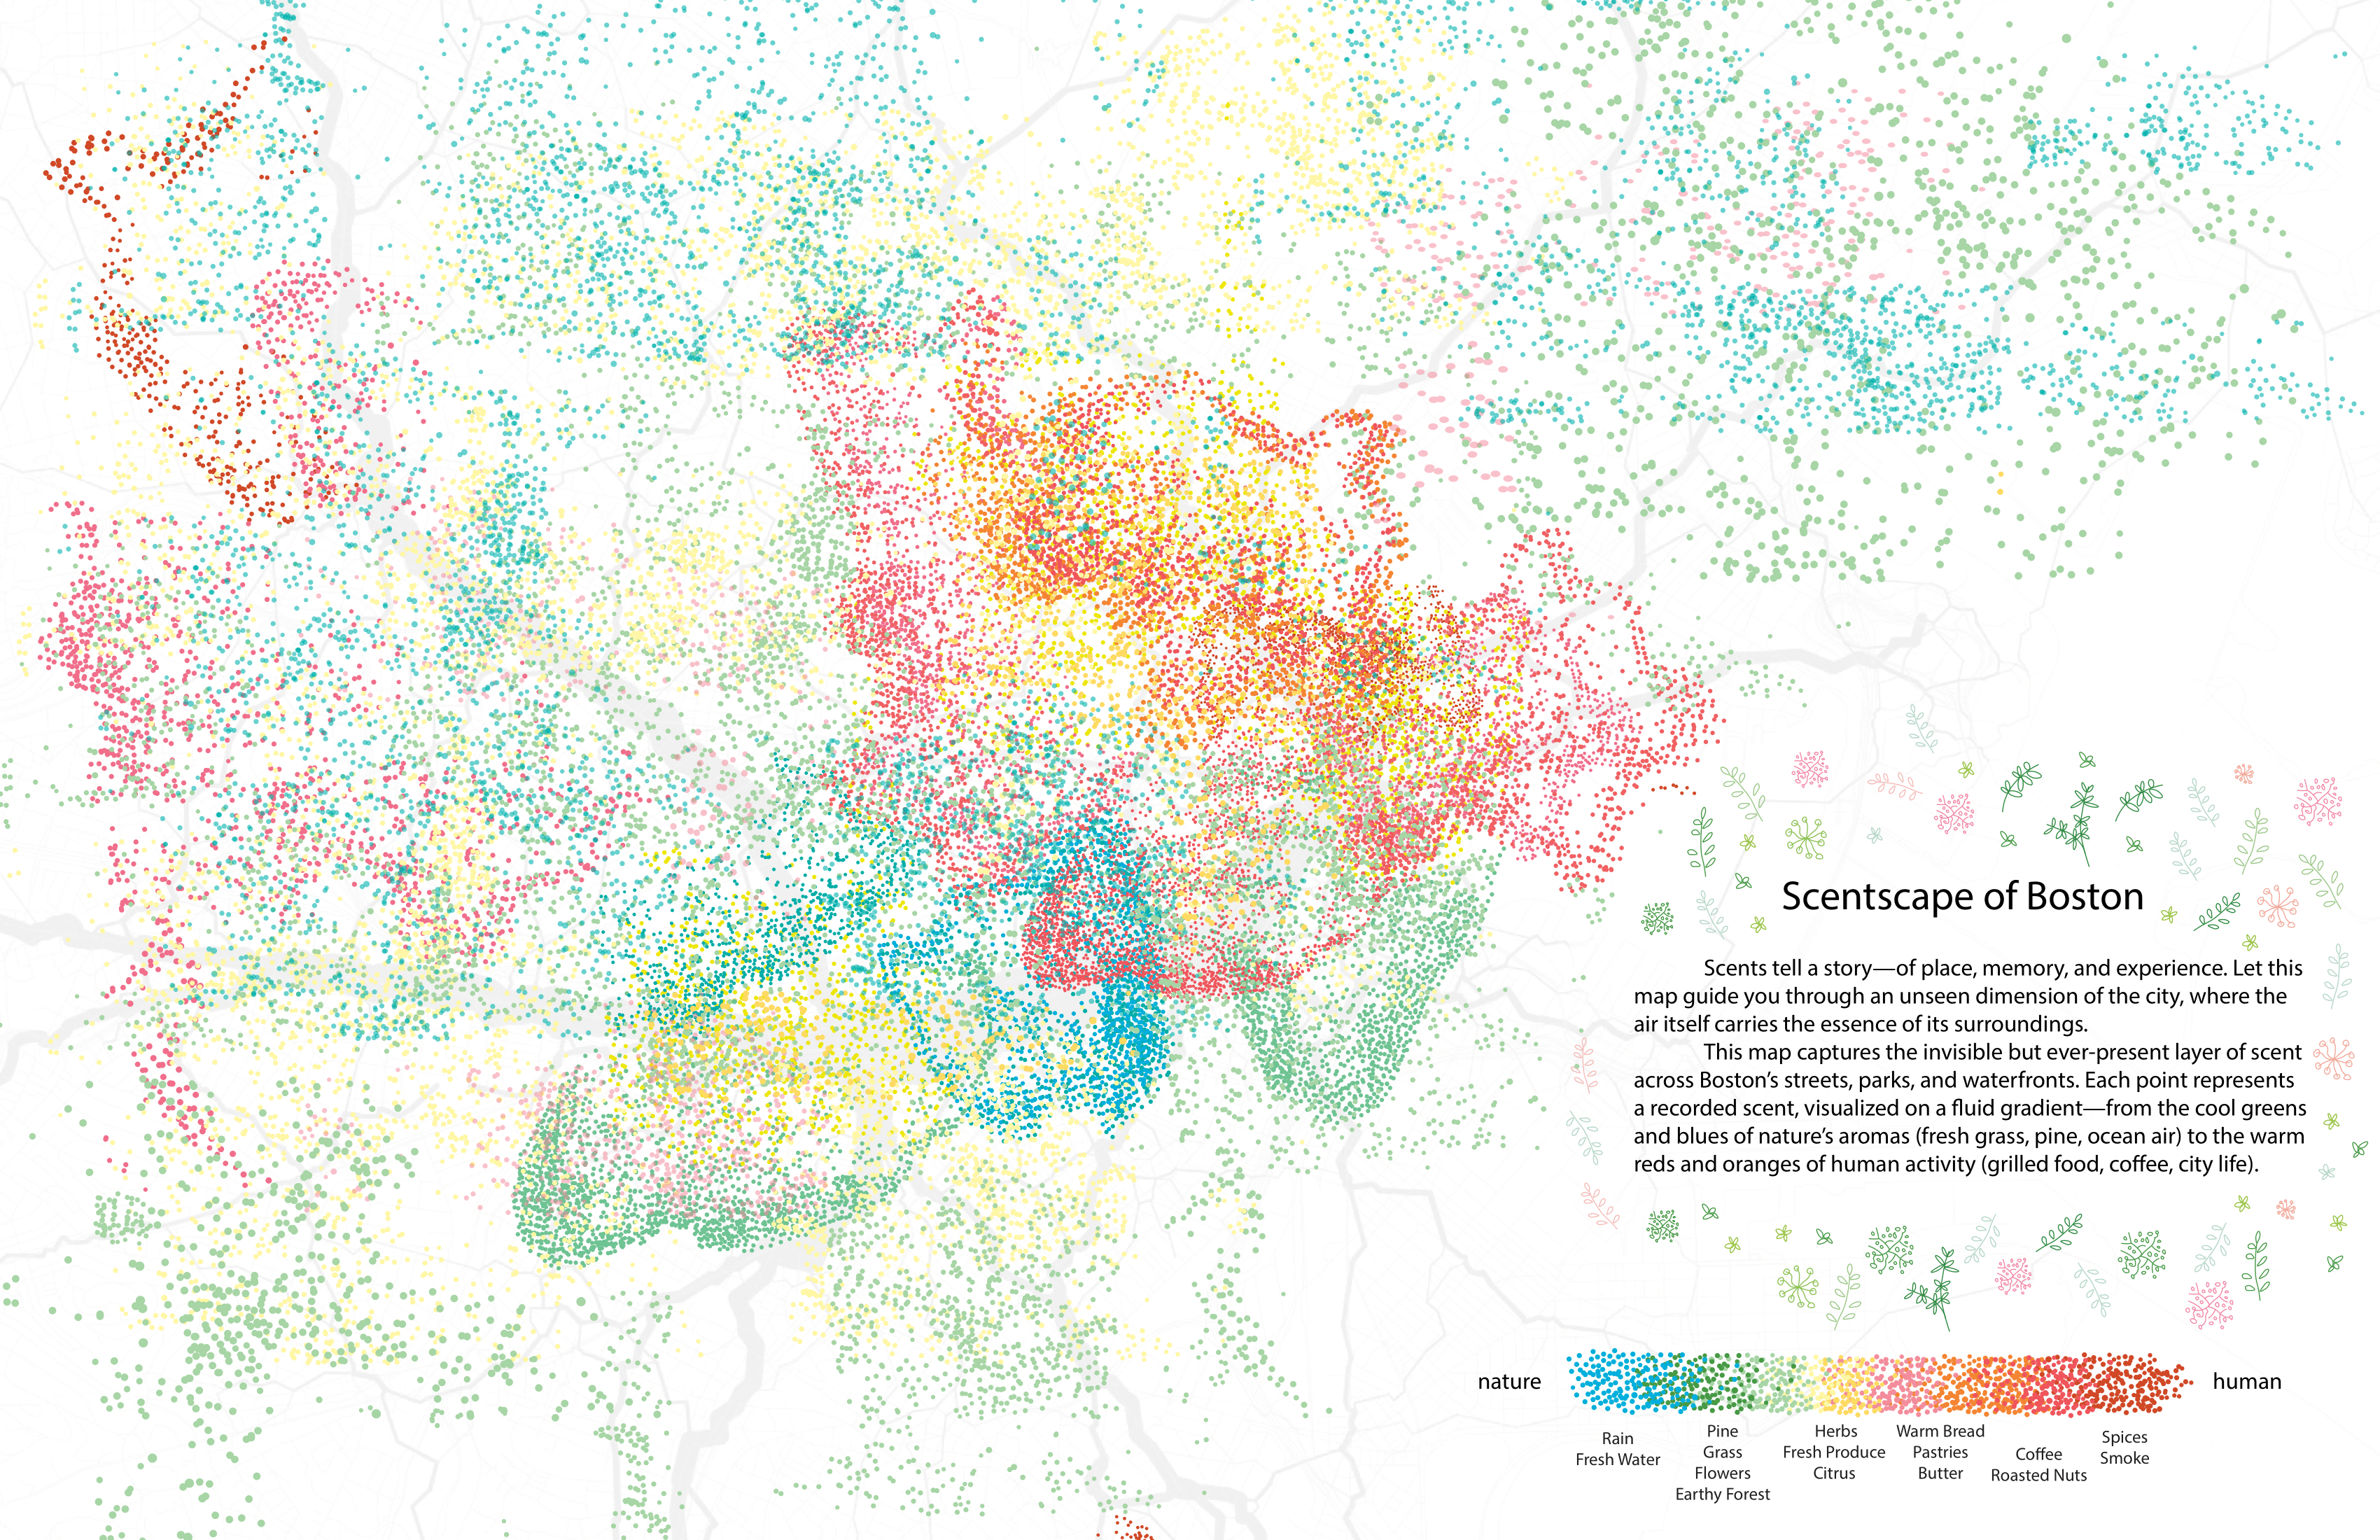 Scentscape of Boston
Scents tell a story—of place, memory, and experience. Let this
map guide you through an unseen dimension of the city, where the
air itself carries the essence of its surroundings.
This map captures the invisible but ever-present layer of scent
across Boston's streets, parks, and waterfronts. Each point represents
a recorded scent, visualized on a fluid gradient—from the cool greens
and blues of nature's aromas (fresh grass, pine, ocean air) to the warm
reds and oranges of human activity (grilled food, coffee, city life).
nature
human
Rain
Fresh Water
Pine
Grass
Flowers
Earthy Forest
Herbs
Fresh Produce
Citrus
Warm Bread
Pastries
Butter
Coffee
Roasted Nuts
Spices
Smoke